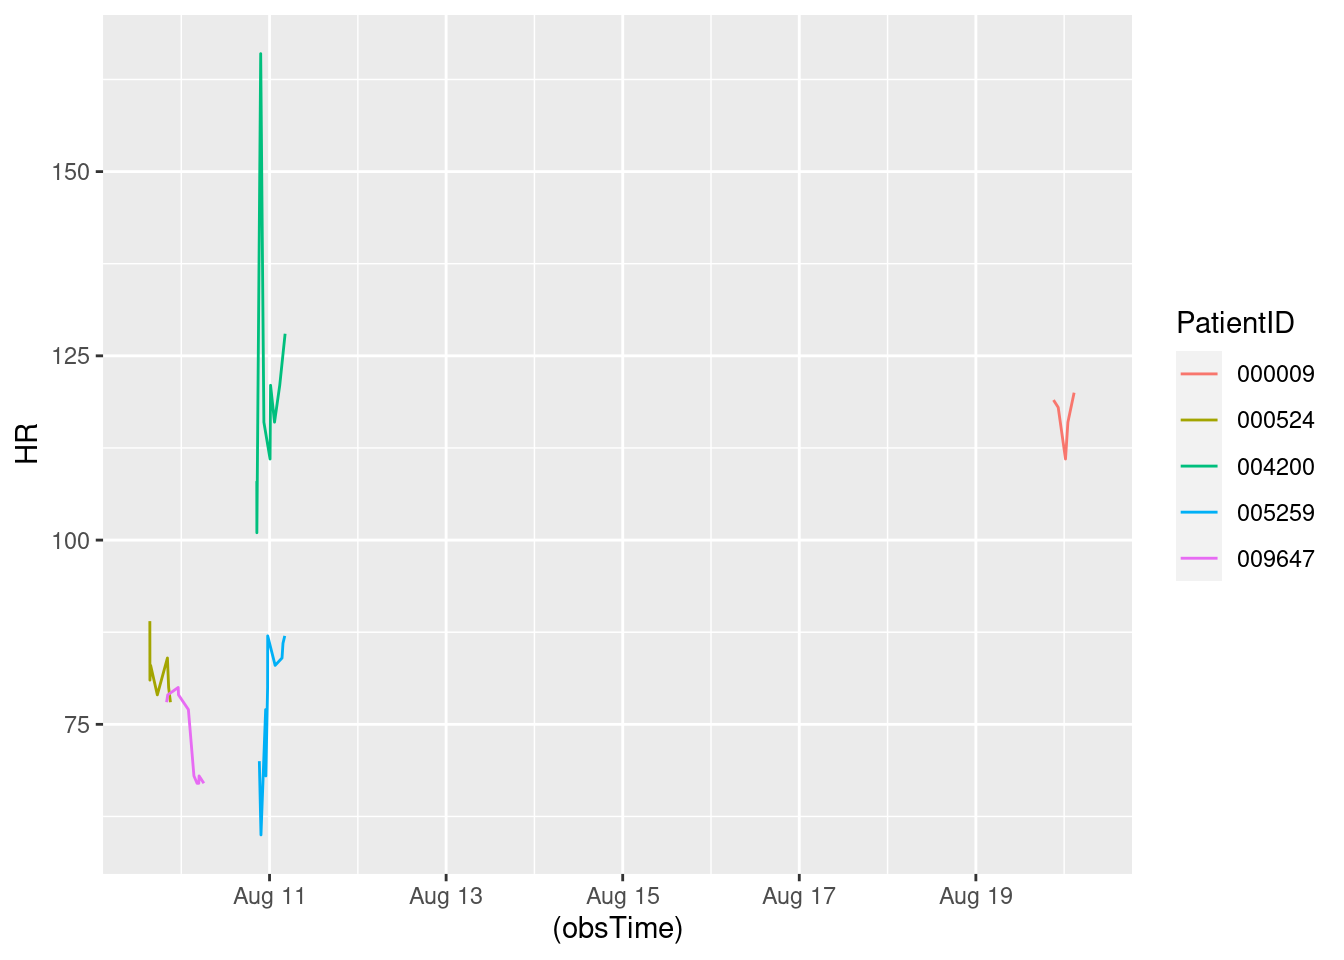 150
125
100
75
HR
Aug 11
Aug 13
Aug 15
Aug 17
Aug 19
(obsTime)
PatientID
000009
000524
004200
005259
009647